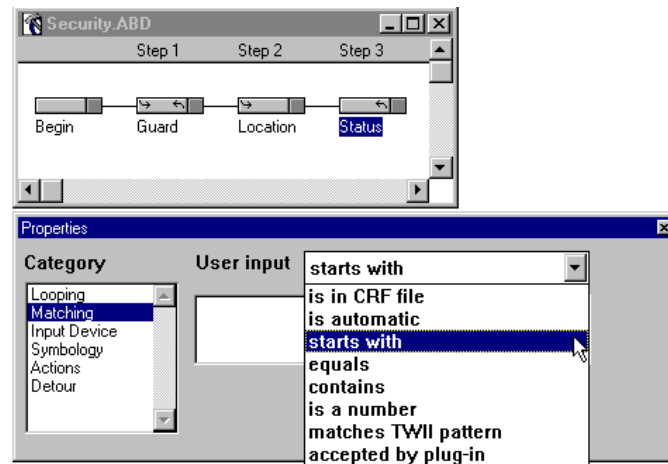 Security.ABD
Step 1 Step 2 Step 3
Begin Guard Location Status
Properties
Category
User input
starts with
Looping
Matching
Input Device
Symbology
Actions
Detour
is in CRF file
is automatic
starts with
equals
contains
is a number
matches TWII pattern
accepted by plug-in